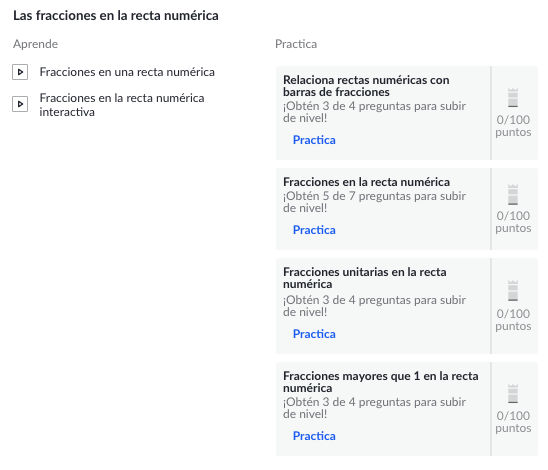 Las fracciones en la recta numérica
Aprende
Fracciones en una recta numérica
Fracciones en la recta numérica
interactiva
Practica
Relaciona rectas numéricas con
barras de fracciones
¡Obtén 3 de 4 preguntas para subir
de nivel!
Practica
0/100
puntos
Fracciones en la recta numérica
¡Obtén 5 de 7 preguntas para subir
de nivel!
Practica
0/100
puntos
Fracciones unitarias en la recta
numérica
¡Obtén 3 de 4 preguntas para subir
de nivel!
Practica
0/100
puntos
Fracciones mayores que 1 en la recta
numérica
¡Obtén 3 de 4 preguntas para subir
de nivel!
Practica
0/100
puntos